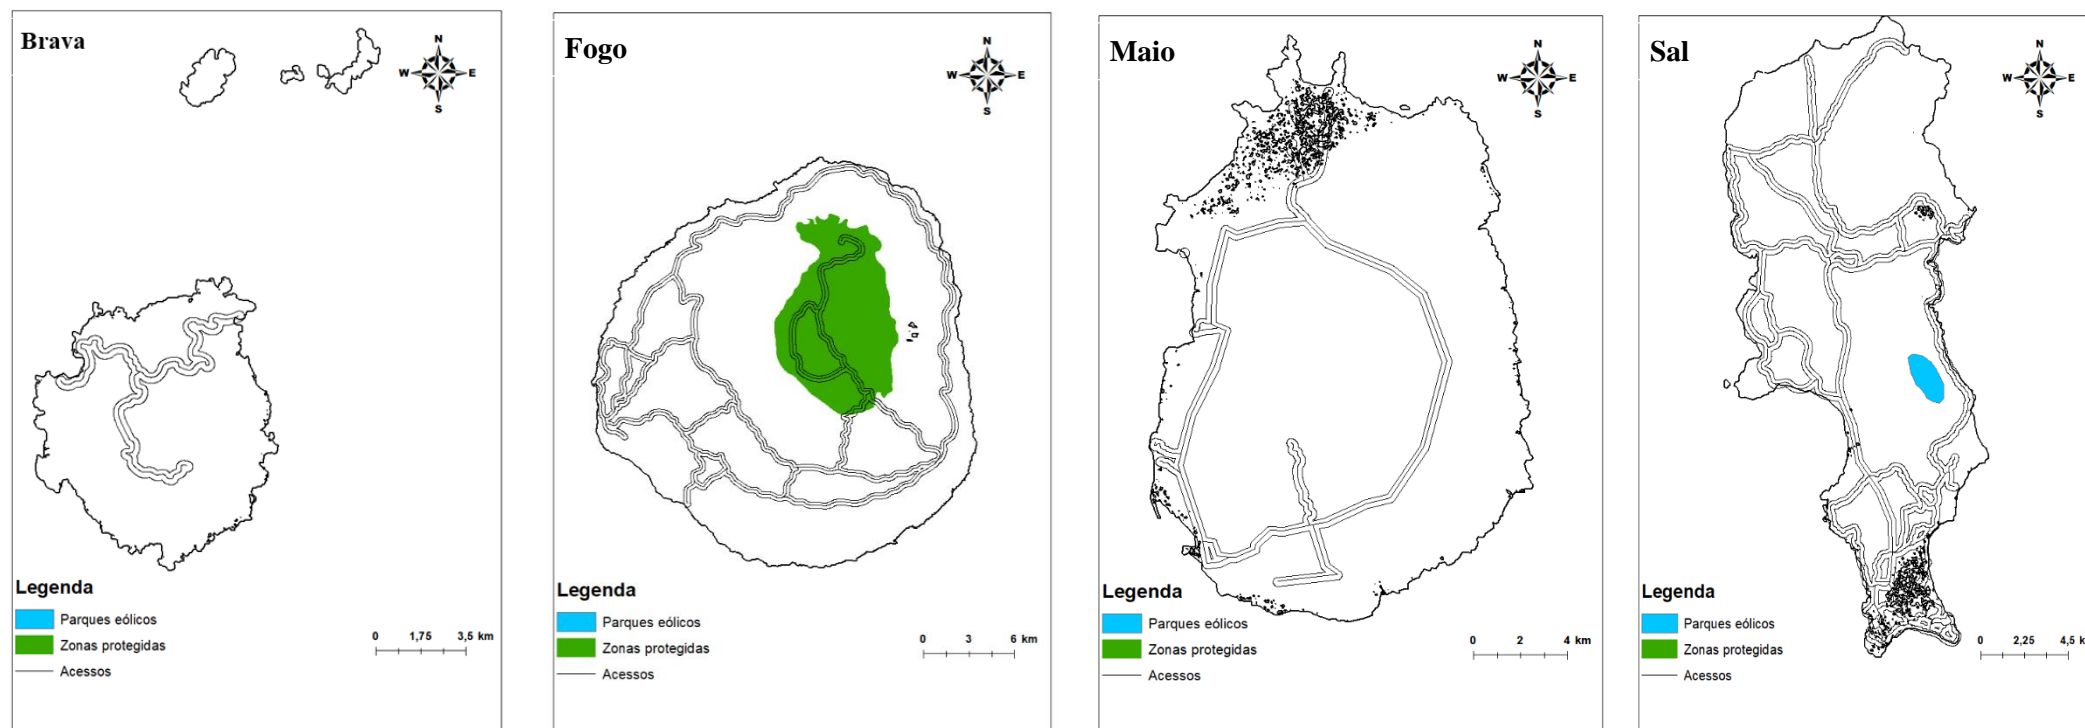 Brava
N
W E
S
Legenda
Parques eólicos
Zonas protegidas
Acessos
0 1,75 3,5 km
Fogo
N
W E
S
Legenda
Parques eólicos
Zonas protegidas
Acessos
0 3 6 km
Maio
N
W E
S
Legenda
Parques eólicos
Zonas protegidas
Acessos
0 2 4 km
Sal
N
W E
S
Legenda
Parques eólicos
Zonas protegidas
Acessos
0 2,25 4,5 k